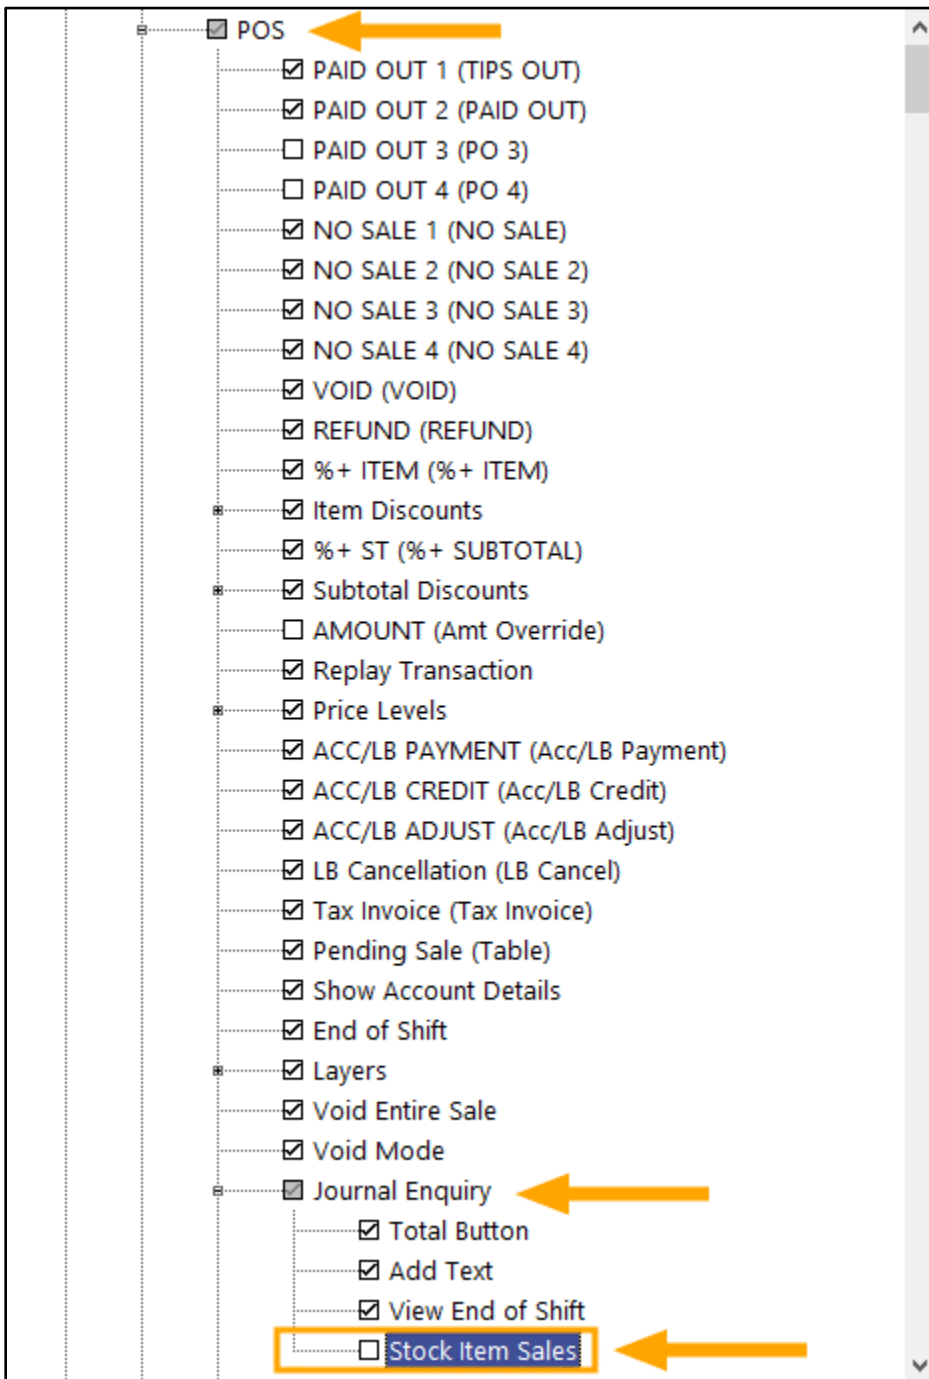 POS
PAID OUT 1 (TIPS OUT)
PAID OUT 2 (PAID OUT)
PAID OUT 3 (PO 3)
PAID OUT 4 (PO 4)
NO SALE 1 (NO SALE)
NO SALE 2 (NO SALE 2)
NO SALE 3 (NO SALE 3)
NO SALE 4 (NO SALE 4)
VOID (VOID)
REFUND (REFUND)
%+ ITEM (%+ ITEM)
Item Discounts
%+ ST (%+ SUBTOTAL)
Subtotal Discounts
AMOUNT (Amt Override)
Replay Transaction
Price Levels
ACC/LB PAYMENT (Acc/LB Payment)
ACC/LB CREDIT (Acc/LB Credit)
ACC/LB ADJUST (Acc/LB Adjust)
LB Cancellation (LB Cancel)
Tax Invoice (Tax Invoice)
Pending Sale (Table)
Show Account Details
End of Shift
Layers
Void Entire Sale
Void Mode
Journal Enquiry
Total Button
Add Text
View End of Shift
Stock Item Sales